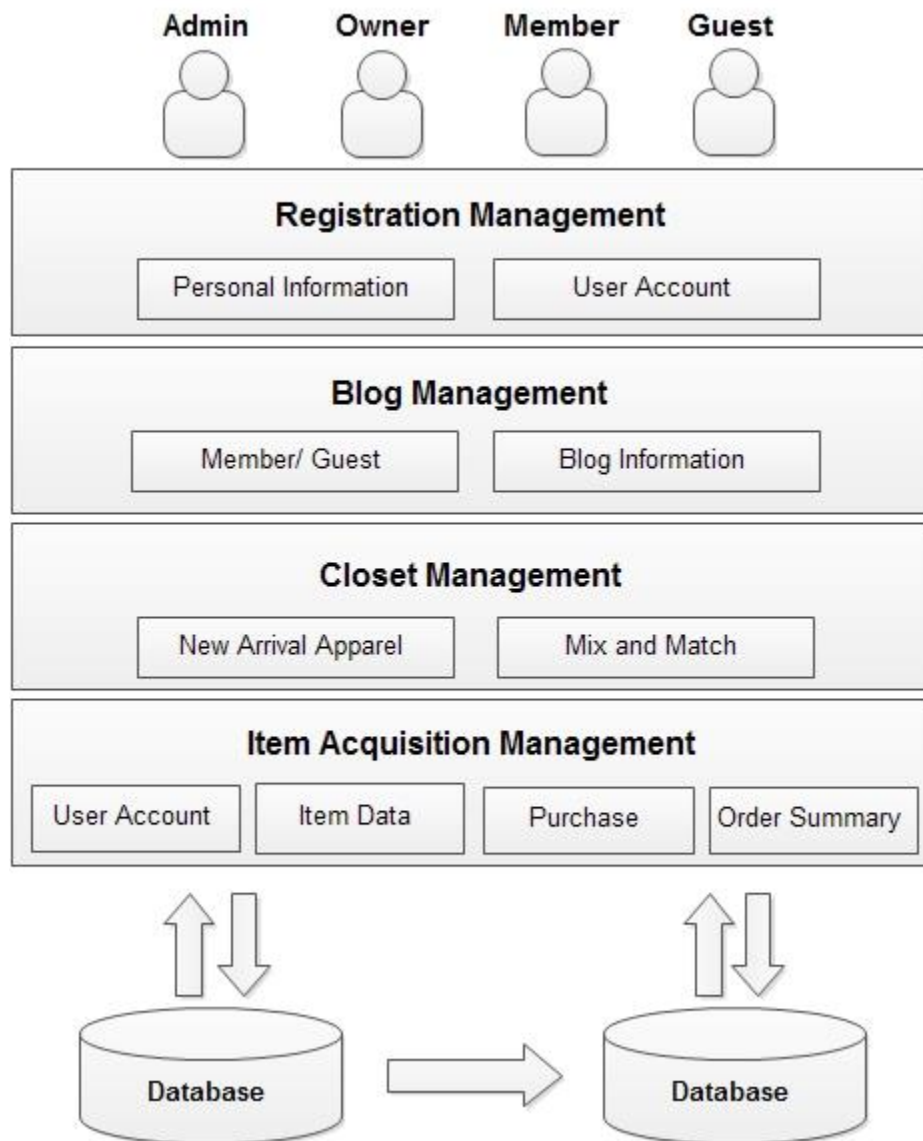 Admin Owner Member Guest
Registration Management
Personal Information User Account
Blog Management
Member/ Guest Blog Information
Closet Management
New Arrival Apparel Mix and Match
Item Acquisition Management
User Account Item Data Purchase Order Summary
Database Database